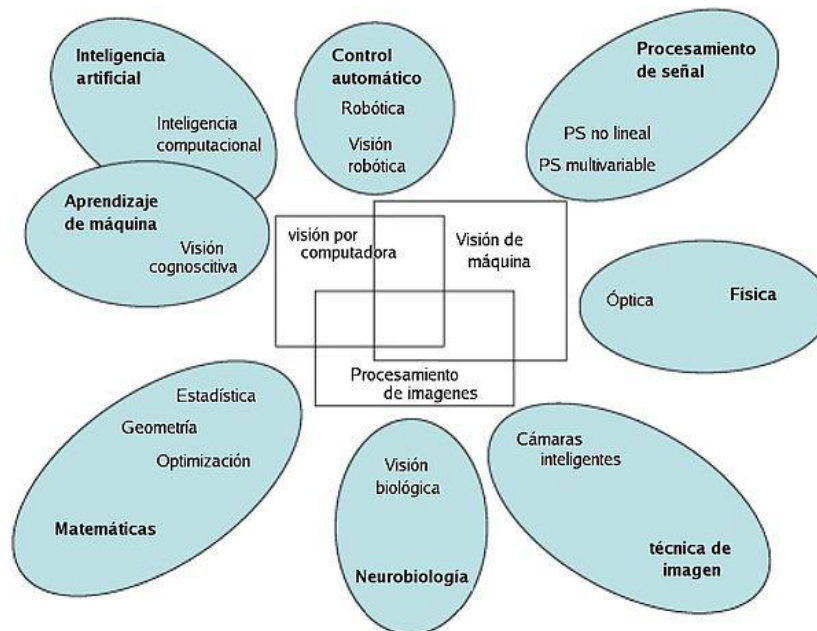 Inteligencia
artificial
Inteligencia
computacional
Control
automático
Robótica
Visión
robótica
Procesamiento
de señal
PS no lineal
PS multivariable
Aprendizaje
de máquina
Visión
cognoscitiva
visión por
computadora
Visión de
máquina
Procesamiento
de imagenes
Óptica
Física
Estadística
Geometría
Optimización
Matemáticas
Visión
biológica
Neurobiología
Cámaras
inteligentes
técnica de
imagen